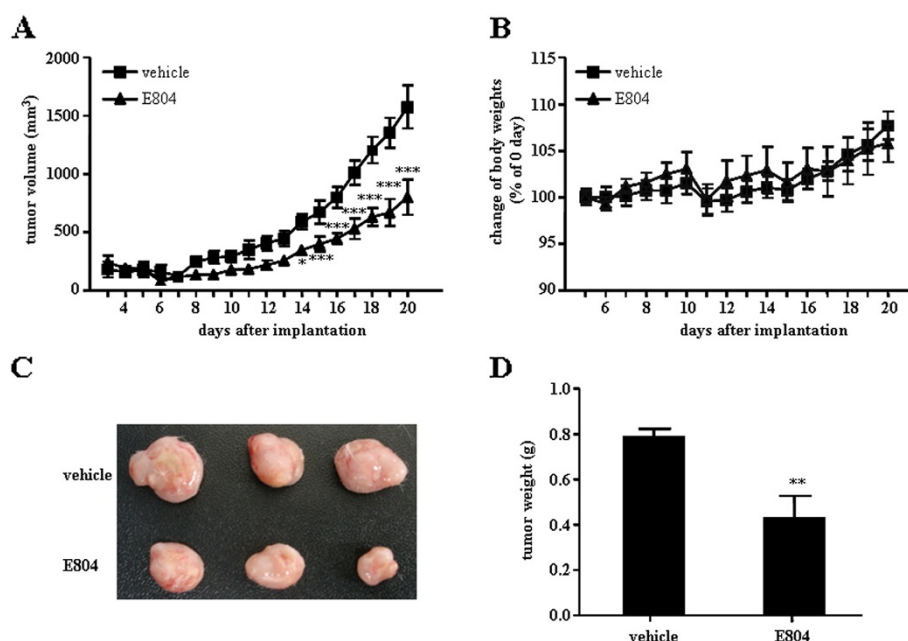 A
2000
1500
1000
500
0
tumor volume (mm³)
vehicle
E804
***
***
***
***
***
***
*
4 6 8 10 12 14 16 18 20
days after implantation
B
115
110
105
100
95
90
change of body weights
(% of 0 day)
vehicle
E804
6 8 10 12 14 16 18 20
days after implantation
C
vehicle
E804
D
1.0
0.8
0.6
0.4
0.2
0.0
tumor weight (g)
**
vehicle E804